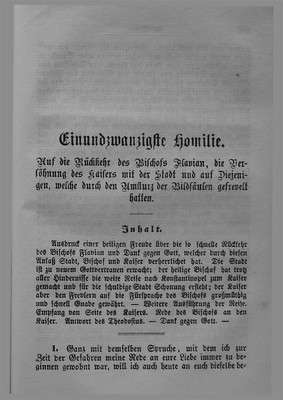 Einundzwanzigste Homilie.
Auf die Rückkehr des Bischofs Flavian, die Ver-
söhnung des Kaisers mit der Stadt und auf Diejeni-
gen, welche durch den Umsturz der Bildsäulen gefrevelt
hatten.
Inhalt.
Ausdruck einer heiligen Freude über die so schnelle Rückkehr
des Bischofs Flavian und Dank gegen Gott, welcher durch diesen
Anlaß Stadt, Bischof und Kaiser verherrlichet hat. Die Stadt
ist zu neuem Gottvertrauen erwacht; der heilige Bischof hat trotz
aller Hindernisse die weite Reise nach Konstantinopel zum Kaiser
gemacht und für die schuldige Stadt Schonung erfleht; der Kaiser
aber den Frevlern auf die Fürsprache des Bischofs großmüthig
und schnell Gnade gewährt. — Weitere Ausführung der Reise.
Empfang von Seite des Kaisers. Rede des Bischofs an den
Kaiser. Antwort des Theodosius. — Dank gegen Gott. —
1. Ganz mit demselben Spruche, mit dem ich zur
Zeit der Gefahren meine Rede an eure Liebe immer zu be-
ginnen gewohnt war, will ich auch heute an euch dieselbe be-